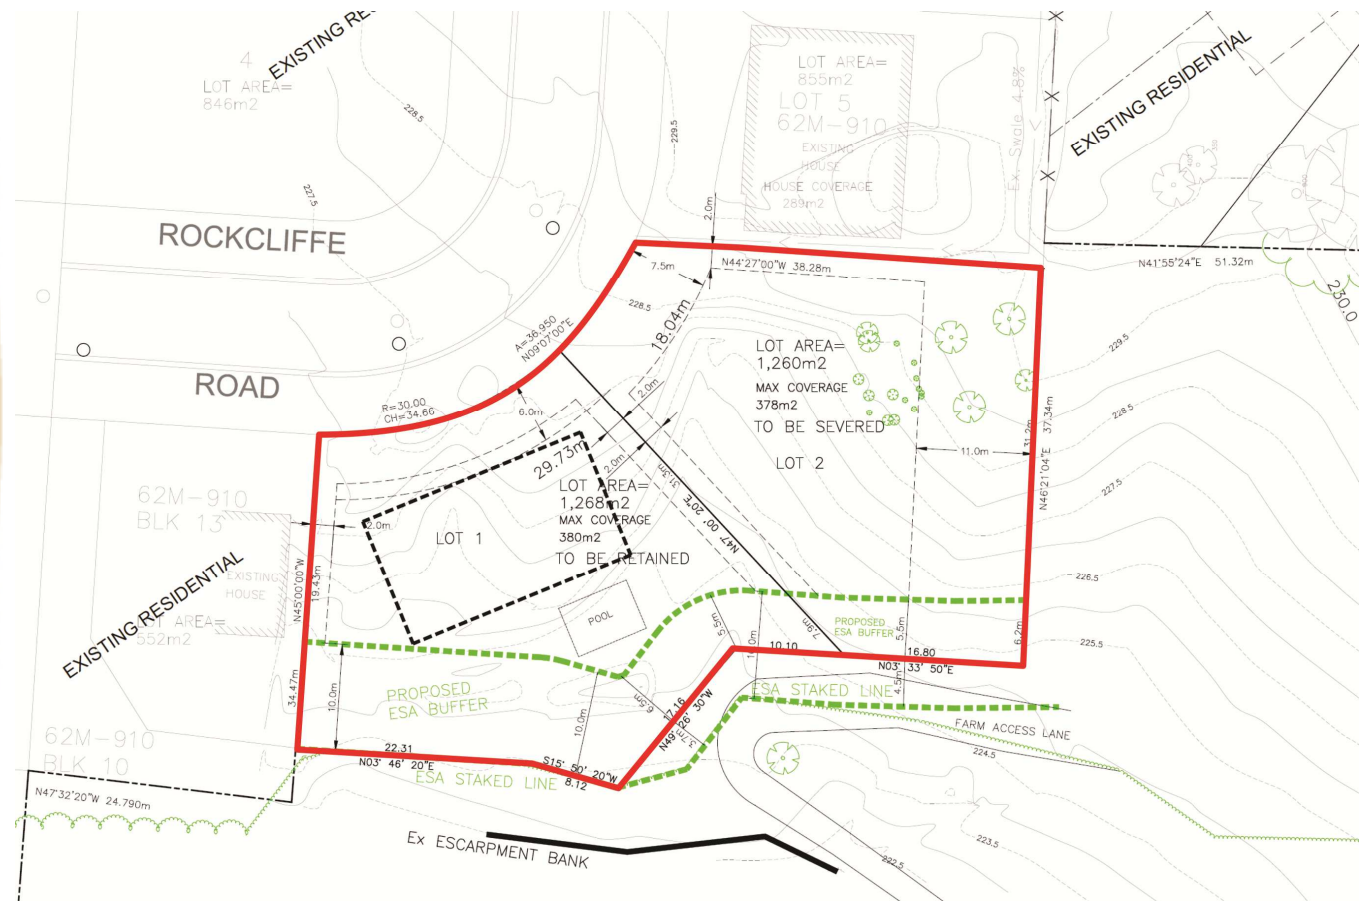 EXISTING RE
4
LOT AREA=
846m2
228.5
227.5
229.5
LOT AREA=
855m2
LOT 5
62M-910
EXISTING
HOUSE
HOUSE COVERAGE
289m2
Ex. Swale 4.8%
EXISTING RESIDENTIAL
ROCKCLIFFE
ROAD
2.0m
7.5m
N44°27'00"W 38.28m
N41°55'24"E 51.32m
230.0
228.5
18.04m
A=36.950
N09°07'00"E
R=30.00
CH=34.66
6.0m
2.0m
2.0m
29.73m
31.3m
N47° 00' 20"E
LOT AREA=
1,260m2
MAX COVERAGE
378m2
TO BE SEVERED
LOT 2
11.0m
31.2m
N46°21'04"E 37.34m
229.5
228.5
227.5
226.5
225.5
LOT AREA=
1,268m2
MAX COVERAGE
380m2
TO BE RETAINED
LOT 1
POOL
62M-910
BLK 13
2.0m
EXISTING
HOUSE
LOT AREA=
552m2
EXISTING RESIDENTIAL
N45°00'00"W
19.43m
34.47m
10.0m
PROPOSED
ESA BUFFER
10.0m
6.5m
5.5m
7.9m
PROPOSED
ESA BUFFER
5.5m
6.2m
10.10
16.80
N03° 33' 50"E
4.5m
ESA STAKED LINE
FARM ACCESS LANE
224.5
17.16
N49° 26' 30"W
3.7m
22.31
N03° 46' 20"E
S15° 50' 20"W
8.12
ESA STAKED LINE
62M-910
BLK 10
N47°32'20"W 24.790m
Ex ESCARPMENT BANK
223.5
222.5